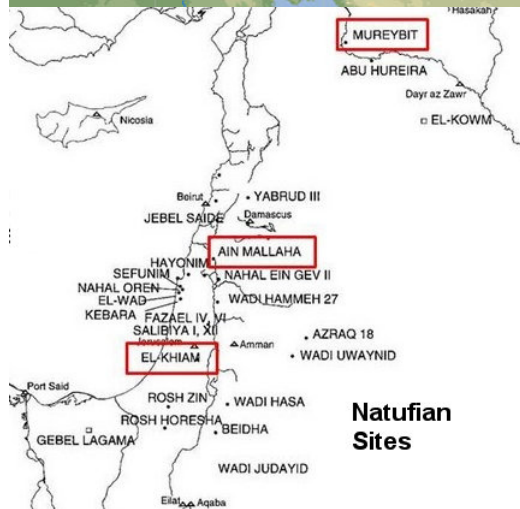 Hasakah
MUREYBIT
ABU HUREIRA
Dayr az Zawr
EL-KOWM
Nicosia
Beirut
YABRUD III
JEBEL SAIDE
Damascus
AIN MALLAHA
HAYONIM
SEFUNIM
NAHAL EIN GEV II
NAHAL OREN
EL-WAD
WADI HAMMEH 27
KEBARA
FAZAEL IV, VI
SALIBIYA I, XII
Jerusalem
AZRAQ 18
Amman
EL-KHIAM
WADI UWAYNID
Port Said
ROSH ZIN
WADI HASA
Natufian
Sites
ROSH HORESHA
BEIDHA
GEBEL LAGAMA
WADI JUDAYID
Eilat
Aqaba